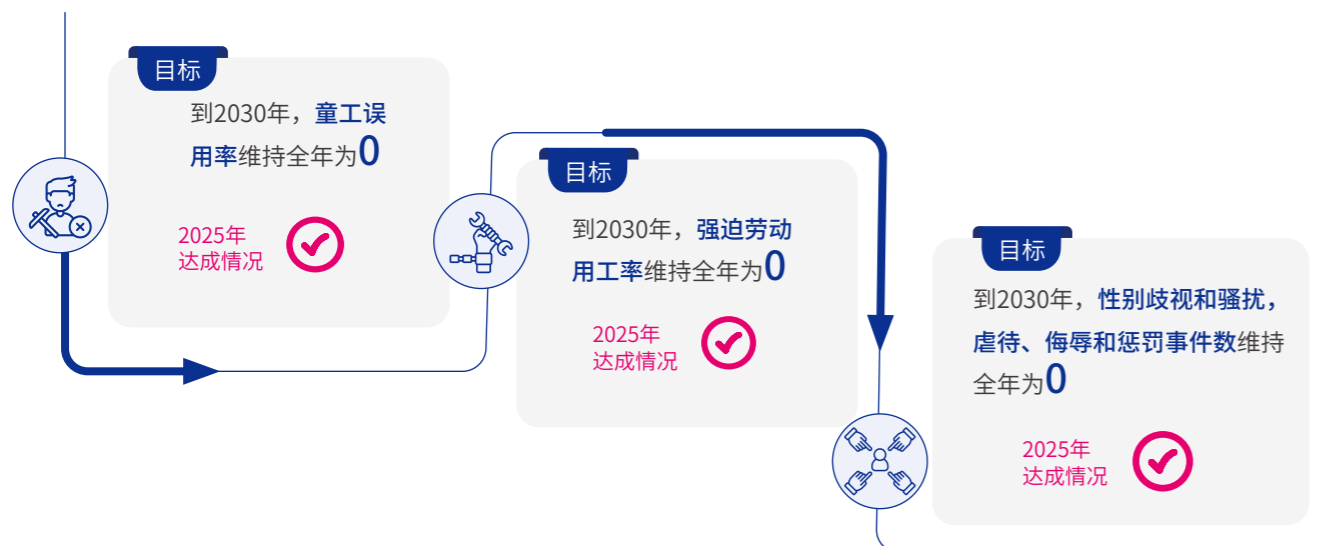 目标
到2030年，童工误
用率维持全年为0
2025年
达成情况
目标
到2030年，强迫劳动
用工率维持全年为0
2025年
达成情况
目标
到2030年，性别歧视和骚扰，
虐待、侮辱和惩罚事件数维持
全年为0
2025年
达成情况